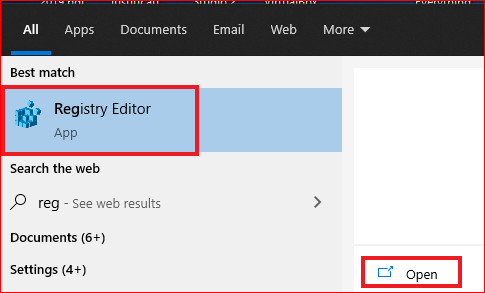 All Apps Documents Email Web More
Best match
Registry Editor
App
Search the web
reg - See web results
Documents (6+)
Settings (4+)
Open